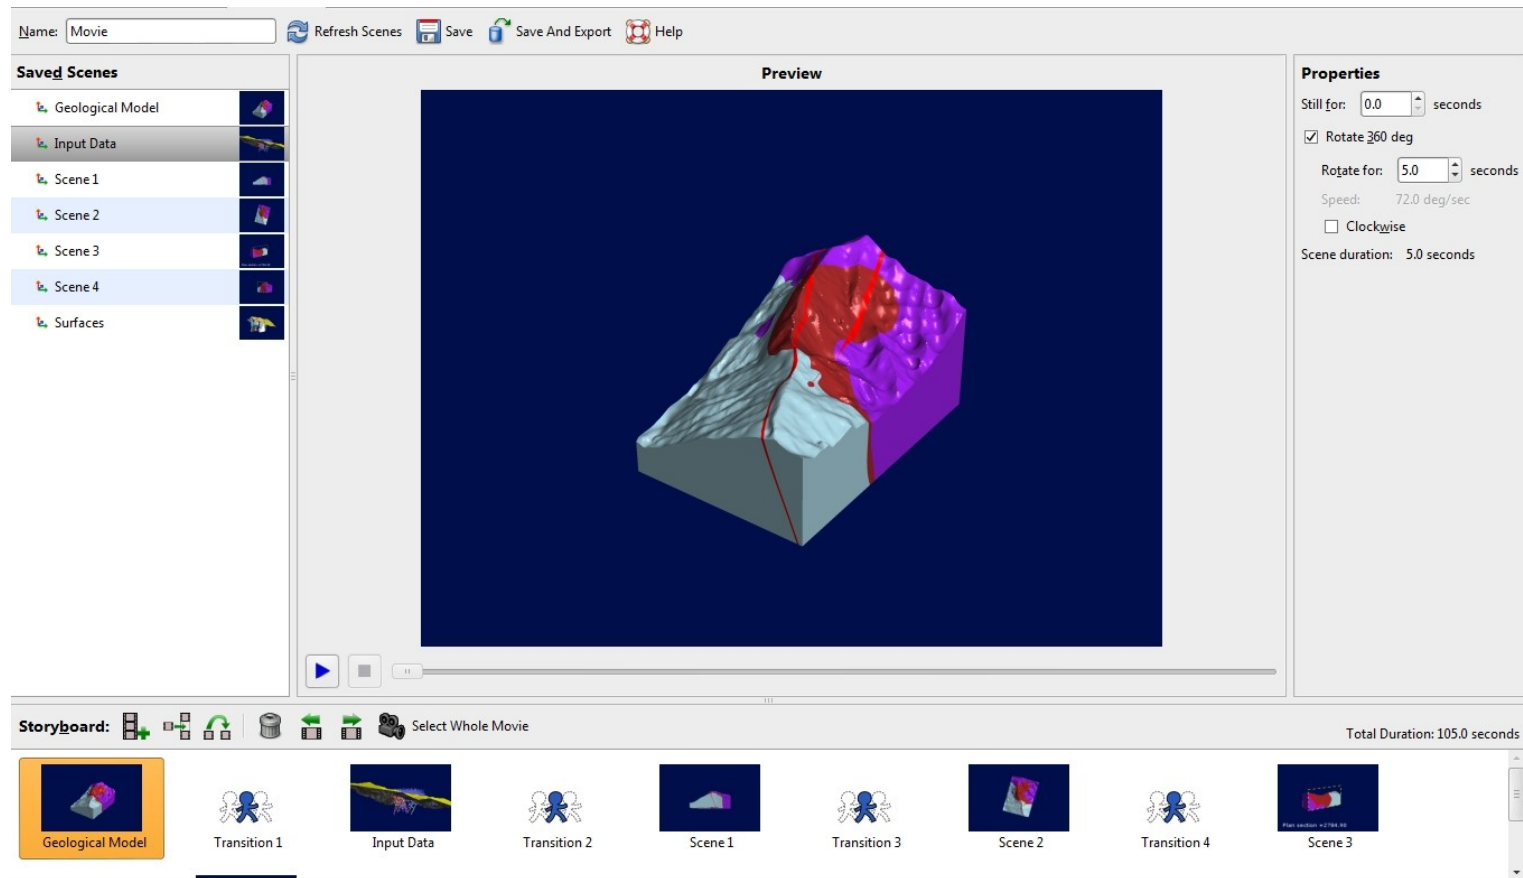 Name: Movie Refresh Scenes Save Save And Export Help
Saved Scenes
Geological Model
Input Data
Scene 1
Scene 2
Scene 3
Scene 4
Surfaces
Preview
Properties
Still for: 0.0 seconds
Rotate 360 deg
Rotate for: 5.0 seconds
Speed: 72.0 deg/sec
Clockwise
Scene duration: 5.0 seconds
Storyboard: Select Whole Movie
Total Duration: 105.0 seconds
Plan section +2784.98
Geological Model Transition 1 Input Data Transition 2 Scene 1 Transition 3 Scene 2 Transition 4 Scene 3